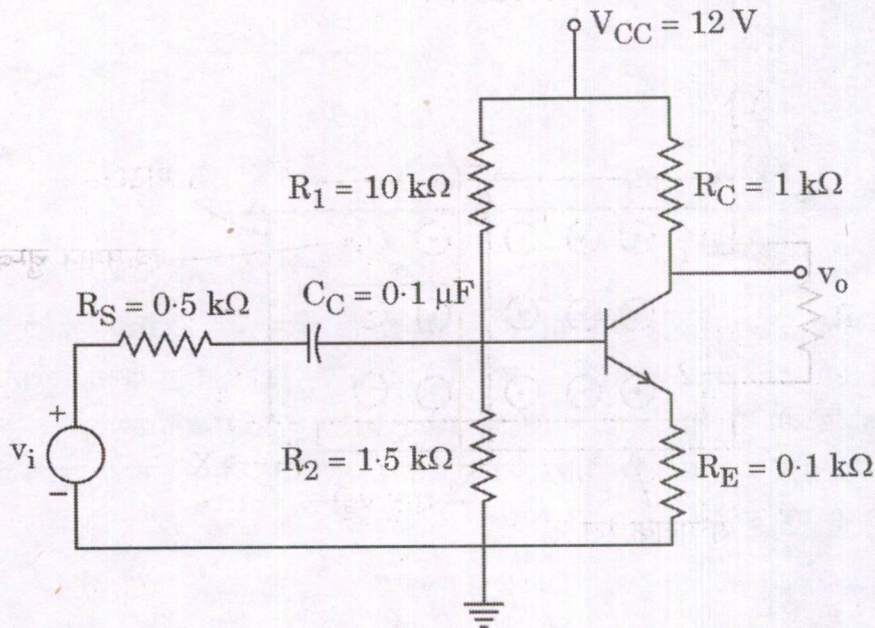 V_CC = 12 V
R_1 = 10 kΩ
R_C = 1 kΩ
v_o
R_S = 0·5 kΩ
C_C = 0·1 μF
+
v_i
−
R_2 = 1·5 kΩ
R_E = 0·1 kΩ